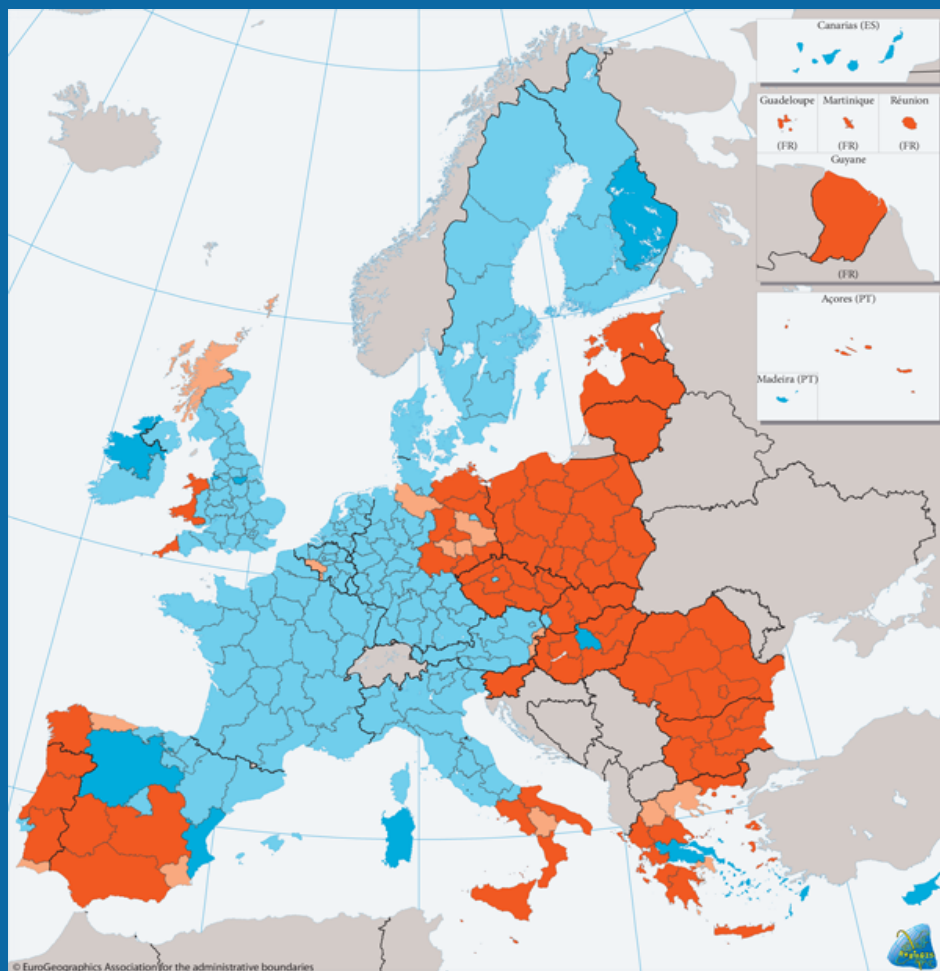 Canarias (ES)
Guadeloupe
Martinique
Réunion
(FR)
(FR)
(FR)
Guyane
(FR)
Açores (PT)
Madeira (PT)
© EuroGeographics Association for the administrative boundaries